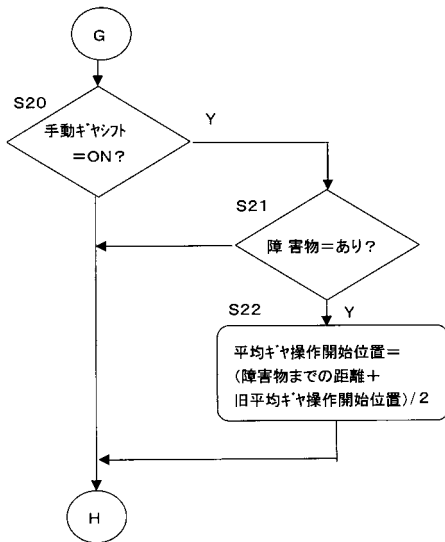 G
S20
手動ｷﾞﾔｼﾌﾄ
=ON?
Y
S21
障害物=あり?
S22
Y
平均ｷﾞﾔ操作開始位置=
(障害物までの距離+
旧平均ｷﾞﾔ操作開始位置)/2
H